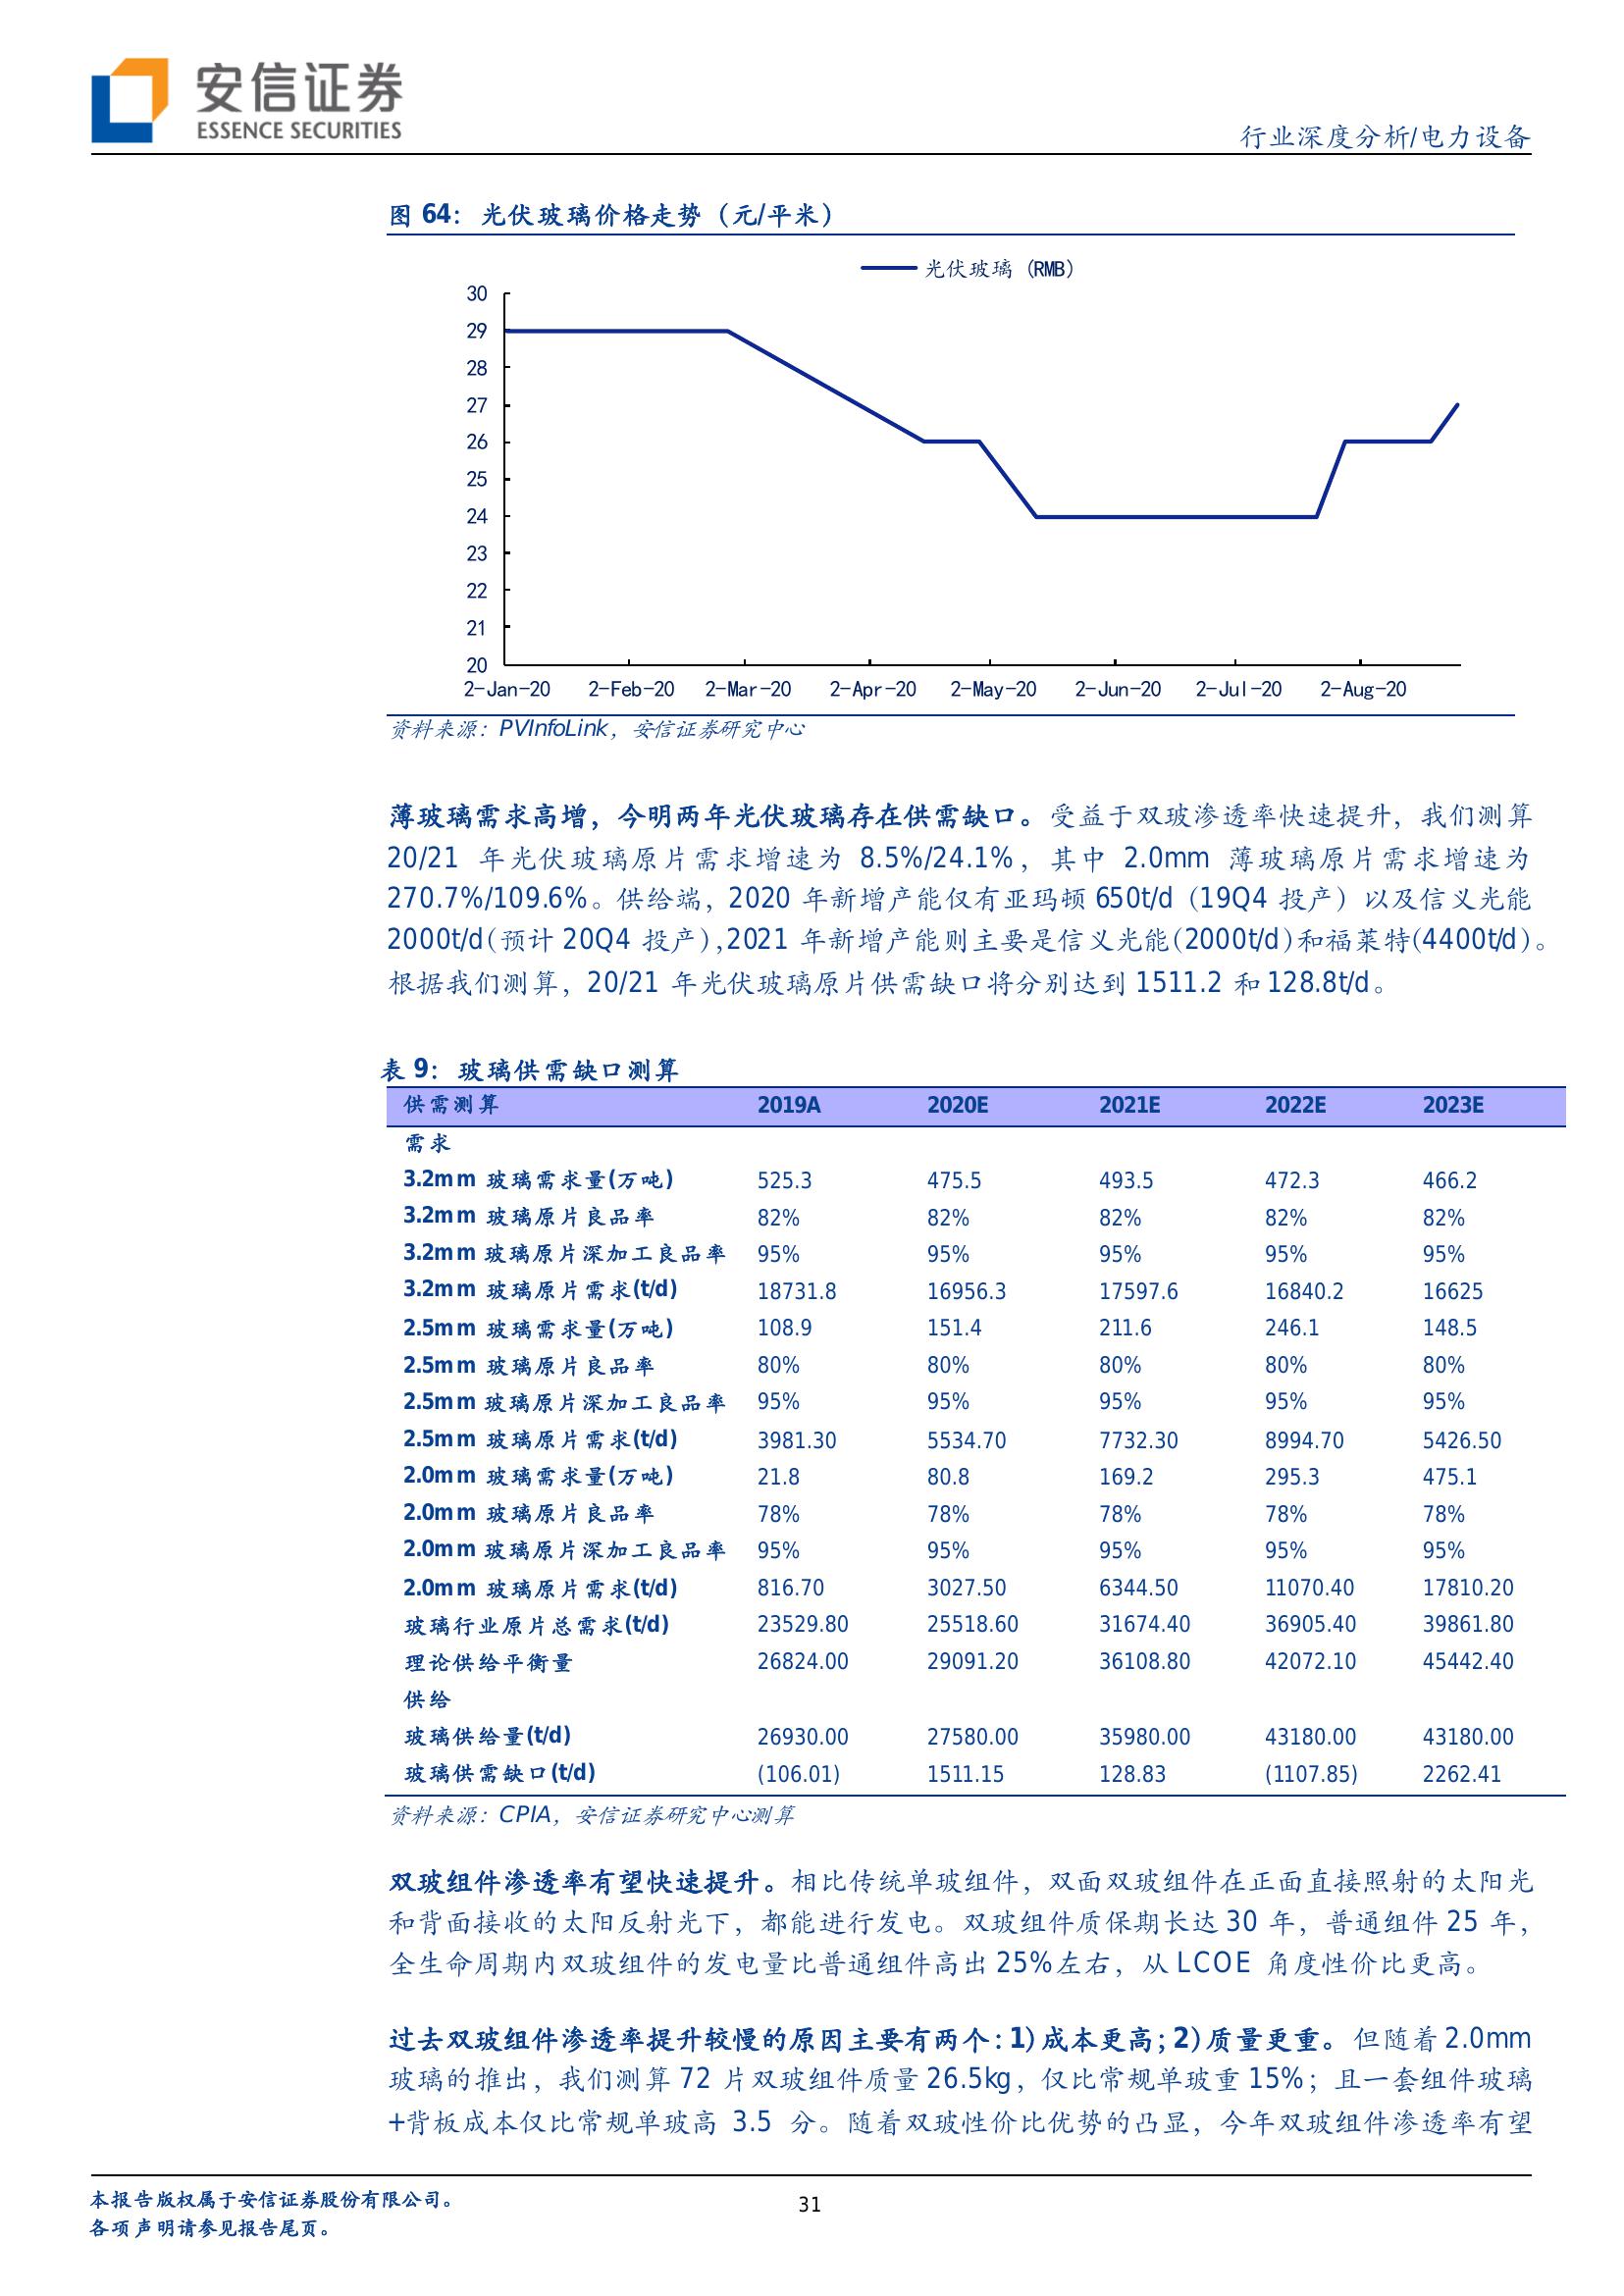 安信证券
ESSENCE SECURITIES
行业深度分析/电力设备
图 64：光伏玻璃价格走势（元/平米）
光伏玻璃（RMB）
30
29
28
27
26
25
24
23
22
21
20
2-Jan-20 2-Feb-20 2-Mar-20 2-Apr-20 2-May-20 2-Jun-20 2-Jul-20 2-Aug-20
资料来源：PVInfoLink，安信证券研究中心
薄玻璃需求高增，今明两年光伏玻璃存在供需缺口。受益于双玻渗透率快速提升，我们测算
20/21 年光伏玻璃原片需求增速为 8.5%/24.1%，其中 2.0mm 薄玻璃原片需求增速为
270.7%/109.6%。供给端，2020 年新增产能仅有亚玛顿 650t/d（19Q4 投产）以及信义光能
2000t/d（预计 20Q4 投产），2021 年新增产能则主要是信义光能(2000t/d)和福莱特(4400t/d)。
根据我们测算，20/21 年光伏玻璃原片供需缺口将分别达到 1511.2 和 128.8t/d。
表 9：玻璃供需缺口测算
供需测算 2019A 2020E 2021E 2022E 2023E
需求
3.2mm 玻璃需求量(万吨) 525.3 475.5 493.5 472.3 466.2
3.2mm 玻璃原片良品率 82% 82% 82% 82% 82%
3.2mm 玻璃原片深加工良品率 95% 95% 95% 95% 95%
3.2mm 玻璃原片需求(t/d) 18731.8 16956.3 17597.6 16840.2 16625
2.5mm 玻璃需求量(万吨) 108.9 151.4 211.6 246.1 148.5
2.5mm 玻璃原片良品率 80% 80% 80% 80% 80%
2.5mm 玻璃原片深加工良品率 95% 95% 95% 95% 95%
2.5mm 玻璃原片需求(t/d) 3981.30 5534.70 7732.30 8994.70 5426.50
2.0mm 玻璃需求量(万吨) 21.8 80.8 169.2 295.3 475.1
2.0mm 玻璃原片良品率 78% 78% 78% 78% 78%
2.0mm 玻璃原片深加工良品率 95% 95% 95% 95% 95%
2.0mm 玻璃原片需求(t/d) 816.70 3027.50 6344.50 11070.40 17810.20
玻璃行业原片总需求(t/d) 23529.80 25518.60 31674.40 36905.40 39861.80
理论供给平衡量 26824.00 29091.20 36108.80 42072.10 45442.40
供给
玻璃供给量(t/d) 26930.00 27580.00 35980.00 43180.00 43180.00
玻璃供需缺口(t/d) (106.01) 1511.15 128.83 (1107.85) 2262.41
资料来源：CPIA，安信证券研究中心测算
双玻组件渗透率有望快速提升。相比传统单玻组件，双面双玻组件在正面直接照射的太阳光
和背面接收的太阳反射光下，都能进行发电。双玻组件质保期长达 30 年，普通组件 25 年，
全生命周期内双玻组件的发电量比普通组件高出 25%左右，从 LCOE 角度性价比更高。
过去双玻组件渗透率提升较慢的原因主要有两个：1）成本更高；2）质量更重。但随着 2.0mm
玻璃的推出，我们测算 72 片双玻组件质量 26.5kg，仅比常规单玻重 15%；且一套组件玻璃
+背板成本仅比常规单玻高 3.5 分。随着双玻性价比优势的凸显，今年双玻组件渗透率有望
本报告版权属于安信证券股份有限公司。
31
各项声明请参见报告尾页。